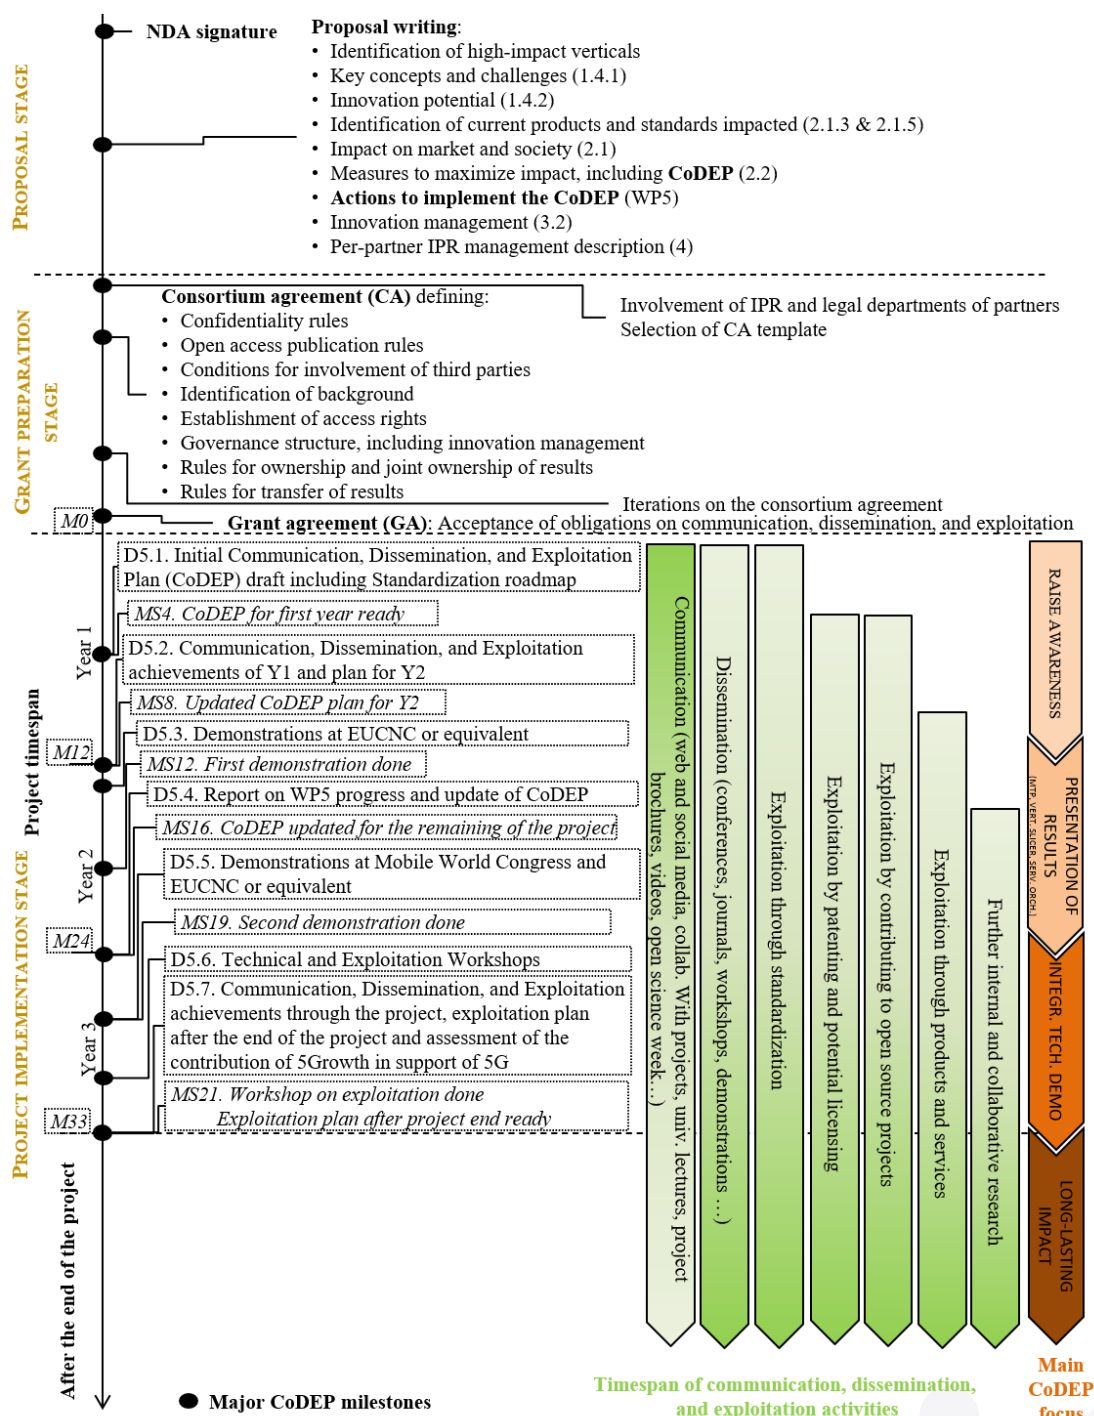 NDA signature
Proposal writing:
• Identification of high-impact verticals
• Key concepts and challenges (1.4.1)
• Innovation potential (1.4.2)
• Identification of current products and standards impacted (2.1.3 & 2.1.5)
• Impact on market and society (2.1)
• Measures to maximize impact, including CoDEP (2.2)
• Actions to implement the CoDEP (WP5)
• Innovation management (3.2)
• Per-partner IPR management description (4)
PROPOSAL STAGE
Consortium agreement (CA) defining:
• Confidentiality rules
• Open access publication rules
• Conditions for involvement of third parties
• Identification of background
• Establishment of access rights
• Governance structure, including innovation management
• Rules for ownership and joint ownership of results
• Rules for transfer of results
Involvement of IPR and legal departments of partners
Selection of CA template
Iterations on the consortium agreement
GRANT PREPARATION
STAGE
M0
Grant agreement (GA): Acceptance of obligations on communication, dissemination, and exploitation
D5.1. Initial Communication, Dissemination, and Exploitation
Plan (CoDEP) draft including Standardization roadmap
MS4. CoDEP for first year ready
Year 1
D5.2. Communication, Dissemination, and Exploitation
achievements of Y1 and plan for Y2
MS8. Updated CoDEP plan for Y2
D5.3. Demonstrations at EUCNC or equivalent
M12
MS12. First demonstration done
D5.4. Report on WP5 progress and update of CoDEP
MS16. CoDEP updated for the remaining of the project
Year 2
D5.5. Demonstrations at Mobile World Congress and
EUCNC or equivalent
MS19. Second demonstration done
M24
D5.6. Technical and Exploitation Workshops
D5.7. Communication, Dissemination, and Exploitation
achievements through the project, exploitation plan
after the end of the project and assessment of the
contribution of 5Growth in support of 5G
Year 3
MS21. Workshop on exploitation done
Exploitation plan after project end ready
M33
Project timespan
PROJECT IMPLEMENTATION STAGE
After the end of the project
Communication (web and social media, collab. With projects, univ. lectures, project
brochures, videos, open science week…)
Dissemination (conferences, journals, workshops, demonstrations …)
Exploitation through standardization
Exploitation by patenting and potential licensing
Exploitation by contributing to open source projects
Exploitation through products and services
Further internal and collaborative research
RAISE AWARENESS
PRESENTATION OF
RESULTS
(MTP, VERT. SLICER, SERV. ORCH.)
INTEGR. TECH. DEMO
LONG-LASTING
IMPACT
Major CoDEP milestones
Timespan of communication, dissemination,
and exploitation activities
Main
CoDEP
focus